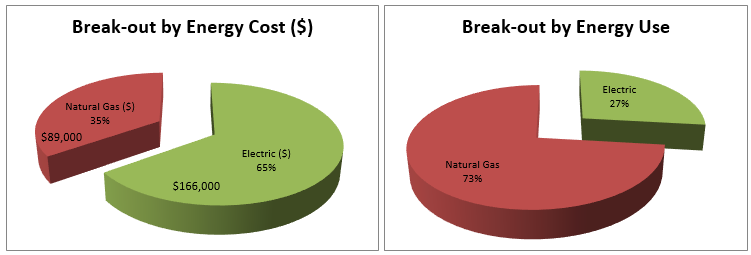 Break-out by Energy Cost ($)
Natural Gas ($)
35%
$89,000
Electric ($)
65%
$166,000
Break-out by Energy Use
Electric
27%
Natural Gas
73%